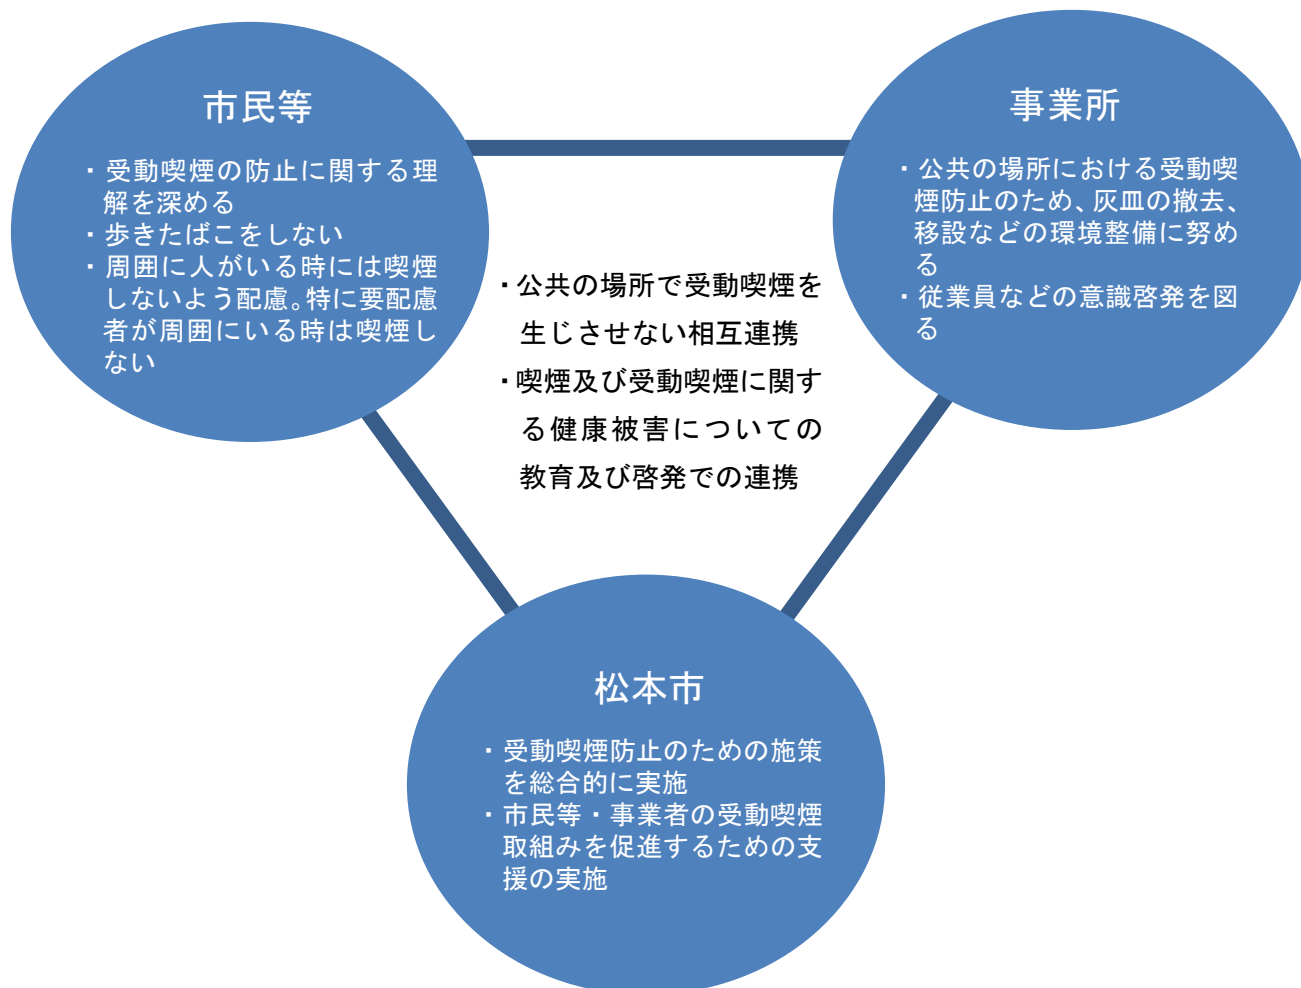 市民等
・受動喫煙の防止に関する理
解を深める
・歩きたばこをしない
・周囲に人がいる時には喫煙
しないよう配慮。特に要配慮
者が周囲にいる時は喫煙し
ない
事業所
・公共の場所における受動喫
煙防止のため、灰皿の撤去、
移設などの環境整備に努め
る
・従業員などの意識啓発を図
る
・公共の場所で受動喫煙を
生じさせない相互連携
・喫煙及び受動喫煙に関す
る健康被害についての
教育及び啓発での連携
松本市
・受動喫煙防止のための施策
を総合的に実施
・市民等・事業者の受動喫煙
取組みを促進するための支
援の実施